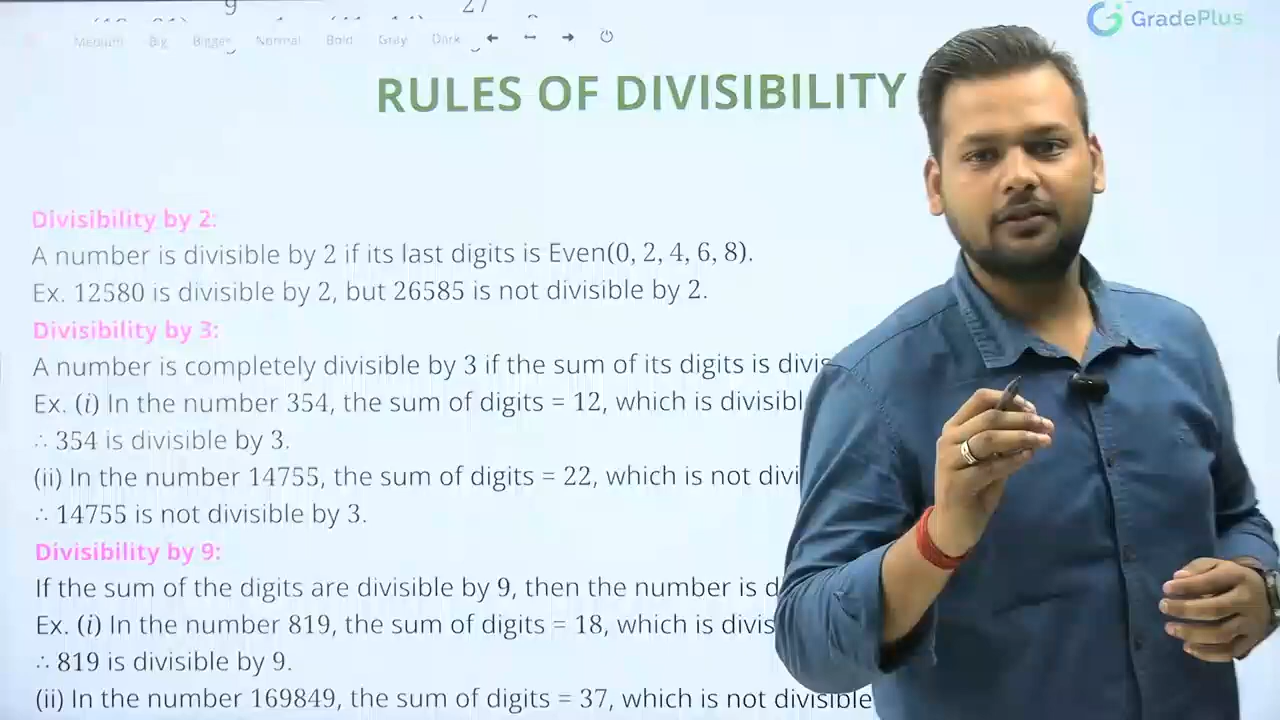 9
27
GradePlus
Medium Big Bigger Normal Bold Gray Dark
RULES OF DIVISIBILITY
Divisibility by 2:
A number is divisible by 2 if its last digits is Even(0, 2, 4, 6, 8).
Ex. 12580 is divisible by 2, but 26585 is not divisible by 2.
Divisibility by 3:
A number is completely divisible by 3 if the sum of its digits is divis
Ex. (i) In the number 354, the sum of digits = 12, which is divisibl
∴ 354 is divisible by 3.
(ii) In the number 14755, the sum of digits = 22, which is not divi
∴ 14755 is not divisible by 3.
Divisibility by 9:
If the sum of the digits are divisible by 9, then the number is d
Ex. (i) In the number 819, the sum of digits = 18, which is divis
∴ 819 is divisible by 9.
(ii) In the number 169849, the sum of digits = 37, which is not divisible